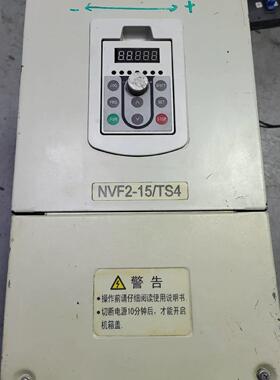 - ←→ +
88888
NVF2-15/TS4
警告
●操作前请仔细阅读使用说明书
●切断电源10分钟后，才能开启
机箱盖.